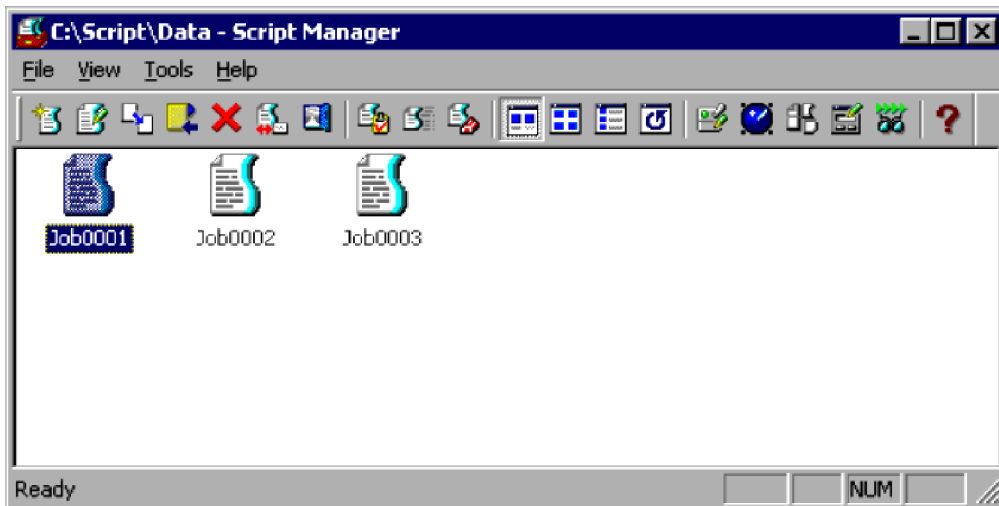 C:\Script\Data - Script Manager
File View Tools Help
Job0001 Job0002 Job0003
Ready NUM